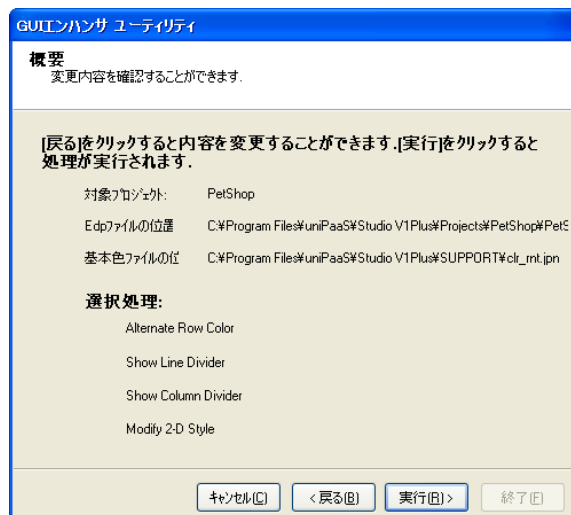 GUIエンハンサ ユーティリティ
概要
変更内容を確認することができます.
[戻る]をクリックすると内容を変更することができます.[実行]をクリックすると
処理が実行されます.
対象プロジェクト: PetShop
Edpファイルの位置 C:¥Program Files¥uniPaaS¥Studio V1Plus¥Projects¥PetShop¥PetS
基本色ファイルの位 C:¥Program Files¥uniPaaS¥Studio V1Plus¥SUPPORT¥clr_rnt.jpn
選択処理:
Alternate Row Color
Show Line Divider
Show Column Divider
Modify 2-D Style
キャンセル(C) <戻る(B) 実行(R)> 終了(F)